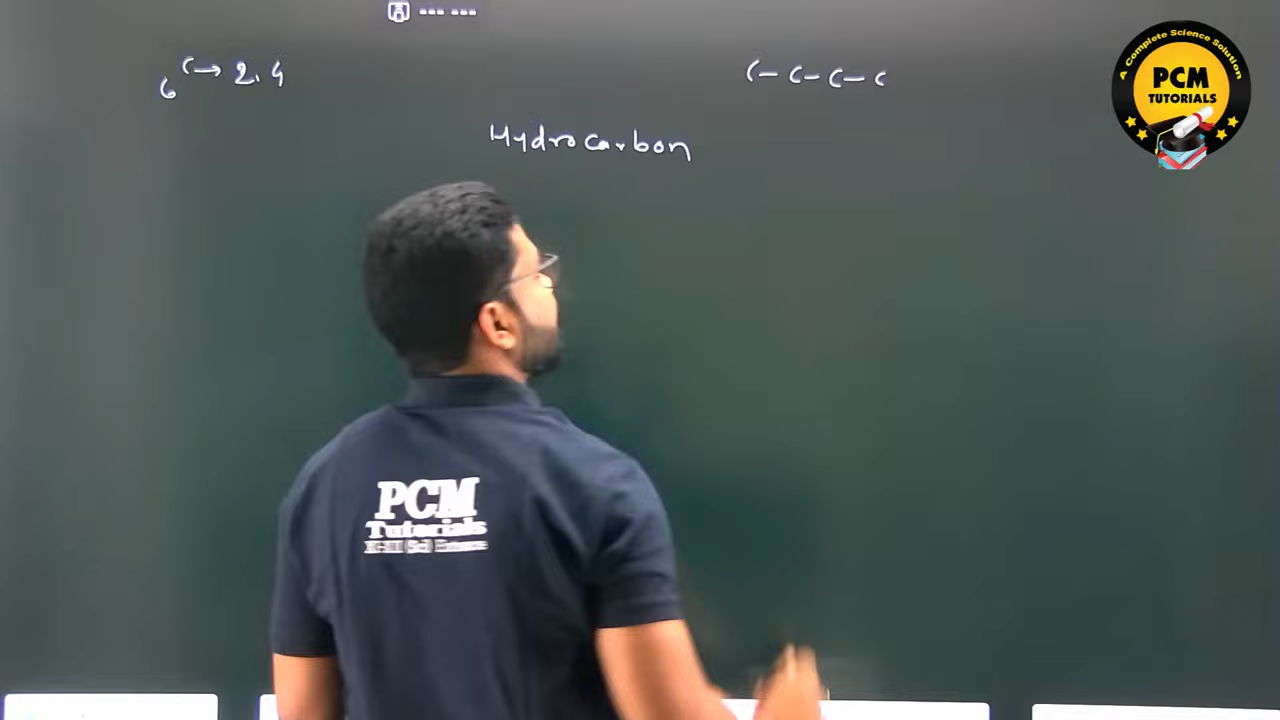 ₆C→ 2, 4
C-C-C-C
Hydrocarbon
A Complete Science Solution
PCM
TUTORIALS
PCM
Tutorials